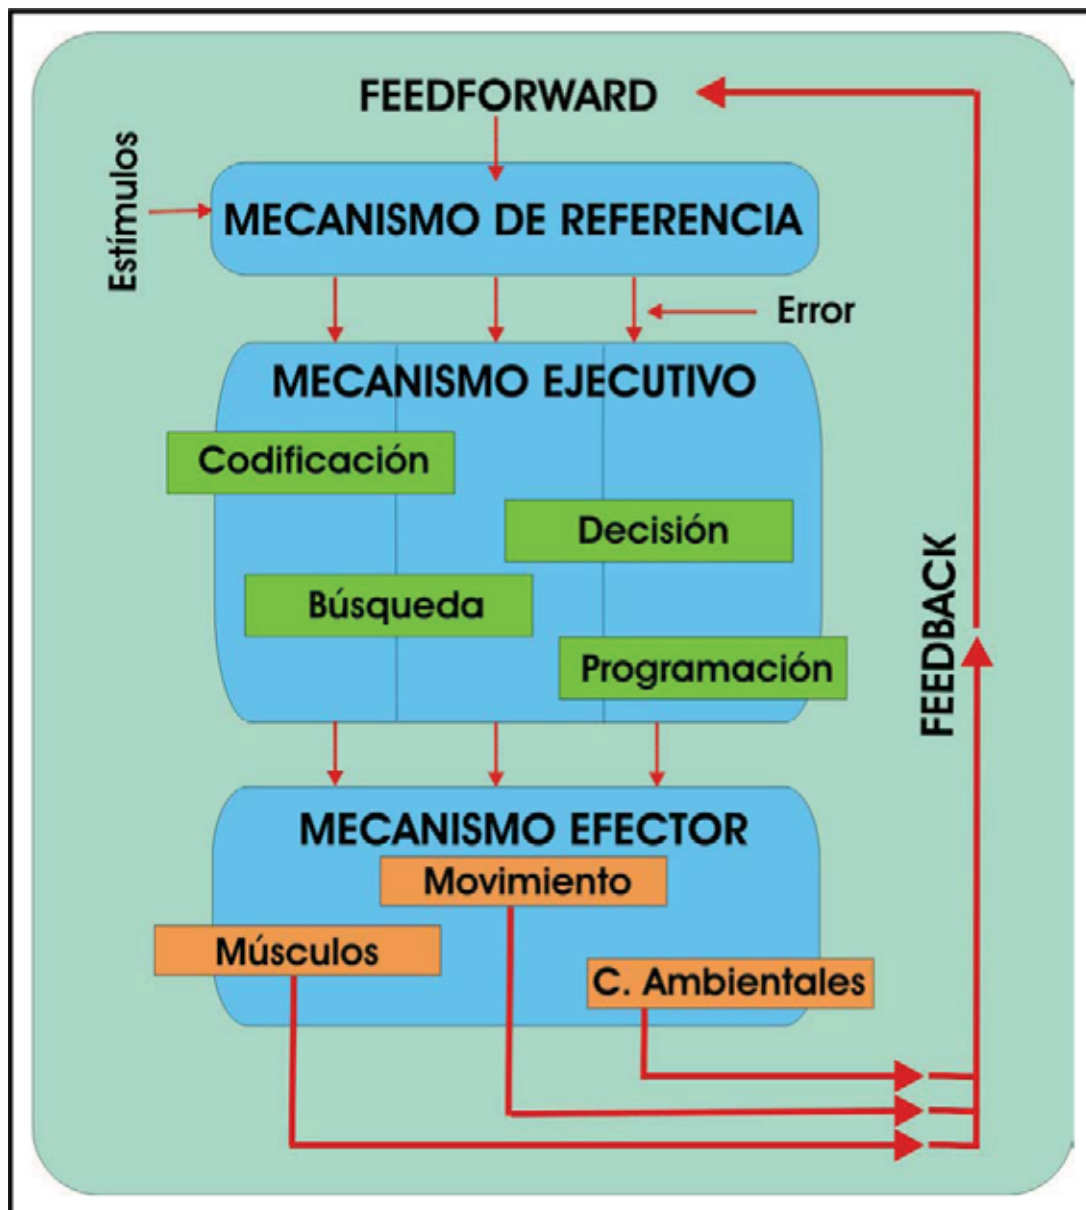 FEEDFORWARD
Estímulos
MECANISMO DE REFERENCIA
Error
MECANISMO EJECUTIVO
Codificación
Decisión
Búsqueda
Programación
FEEDBACK
MECANISMO EFECTOR
Movimiento
Músculos
C. Ambientales